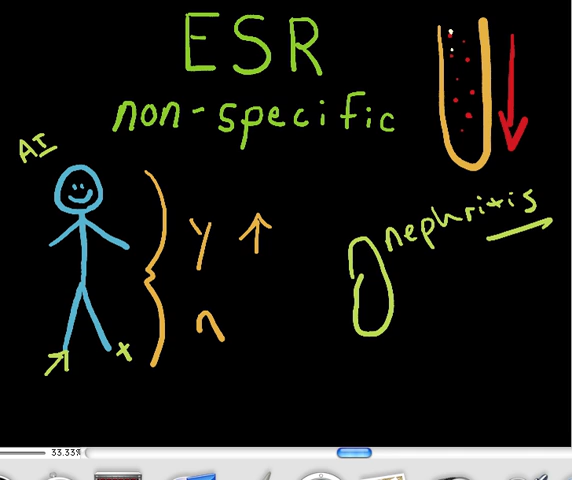 ESR
non-specific
AI
nephritis
y ↑
n
x
33.33%